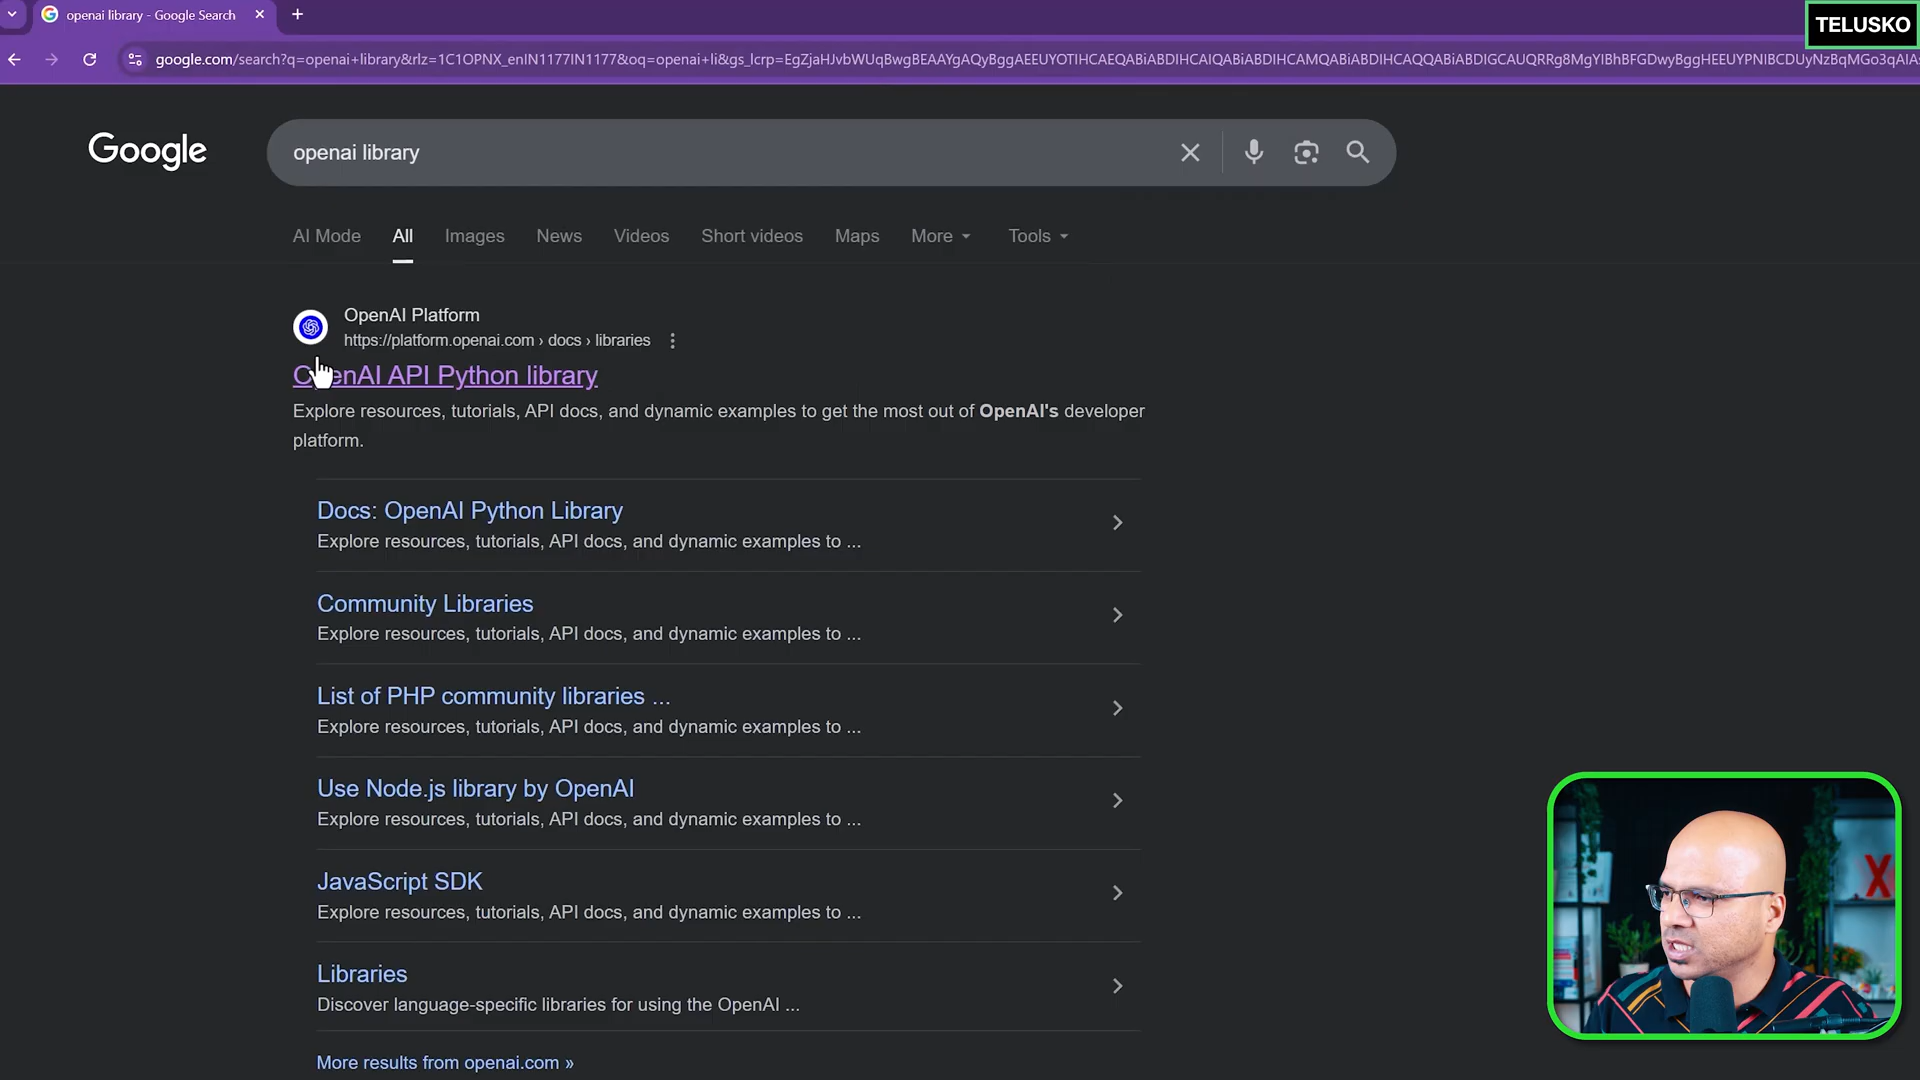 openai library - Google Search
TELUSKO
google.com/search?q=openai+library&rlz=1C1OPNX_enIN1177IN1177&oq=openai+li&gs_lcrp=
Google
openai library
AI Mode
All
Images
News
Videos
Short videos
Maps
More
Tools
OpenAI Platform
https://platform.openai.com › docs › libraries
OpenAI API Python library
Explore resources, tutorials, API docs, and dynamic examples to get the most out of OpenAI's developer
platform.
Docs: OpenAI Python Library
Explore resources, tutorials, API docs, and dynamic examples to ...
Community Libraries
Explore resources, tutorials, API docs, and dynamic examples to ...
List of PHP community libraries ...
Explore resources, tutorials, API docs, and dynamic examples to ...
Use Node.js library by OpenAI
Explore resources, tutorials, API docs, and dynamic examples to ...
JavaScript SDK
Explore resources, tutorials, API docs, and dynamic examples to ...
Libraries
Discover language-specific libraries for using the OpenAI ...
More results from openai.com »
X